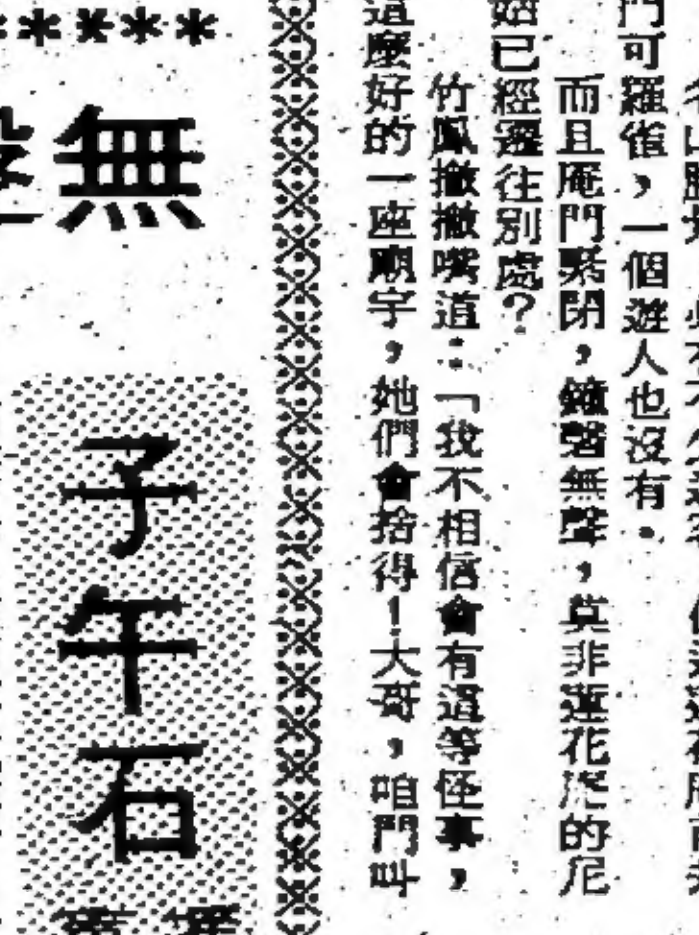 門可羅雀，一個遊人也沒有。
而且庵門緊閉，鐘磬無聲，莫非蓮花庵的尼
姑已經遷往別處？
竹鳳撇撇嘴道：「我不相信會有這等怪事，
這麼好的一座廟宇，她們會捨得！大哥，咱門叫
無
子午石